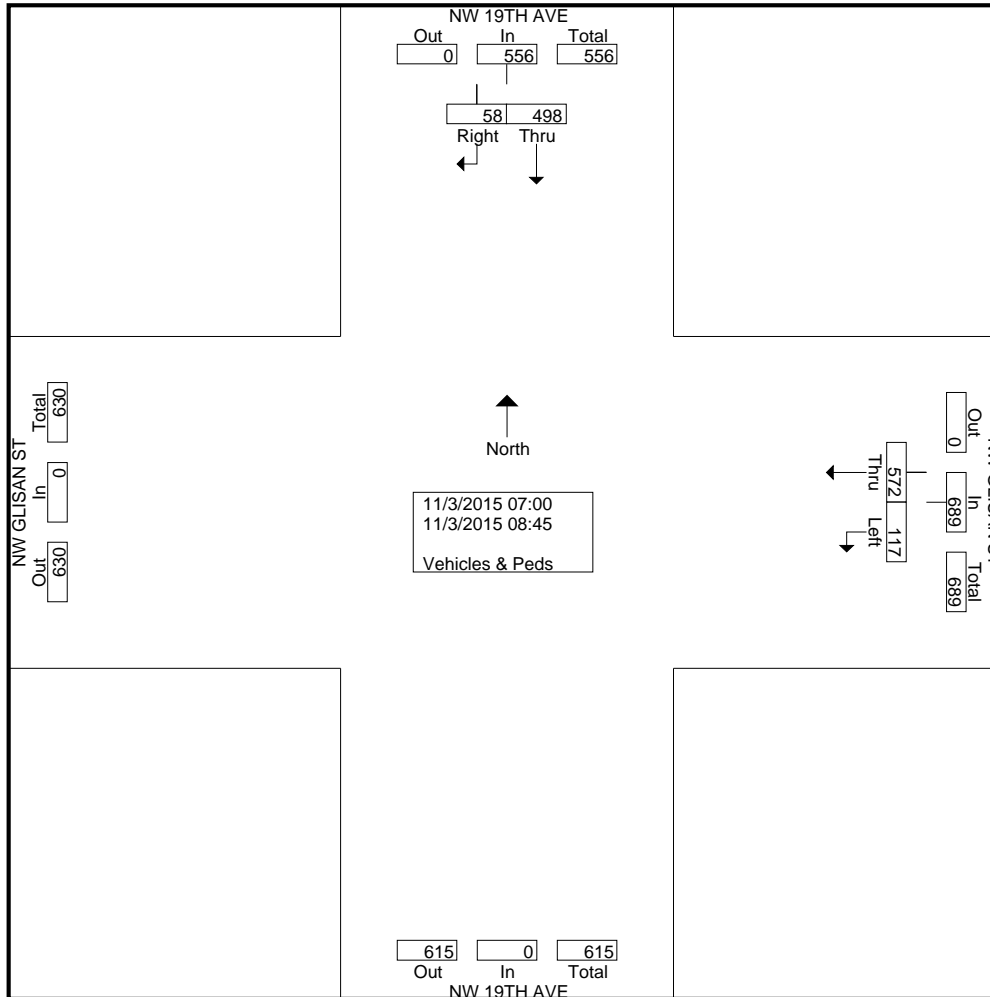 NW 19TH AVE
Out In Total
0 556 556
58 498
Right Thru
North
11/3/2015 07:00
11/3/2015 08:45
Vehicles & Peds
NW GLISAN ST
Out In Total
630 0 630
Out In Total
0 689 689
572 117
Thru Left
615 0 615
Out In Total
NW 19TH AVE